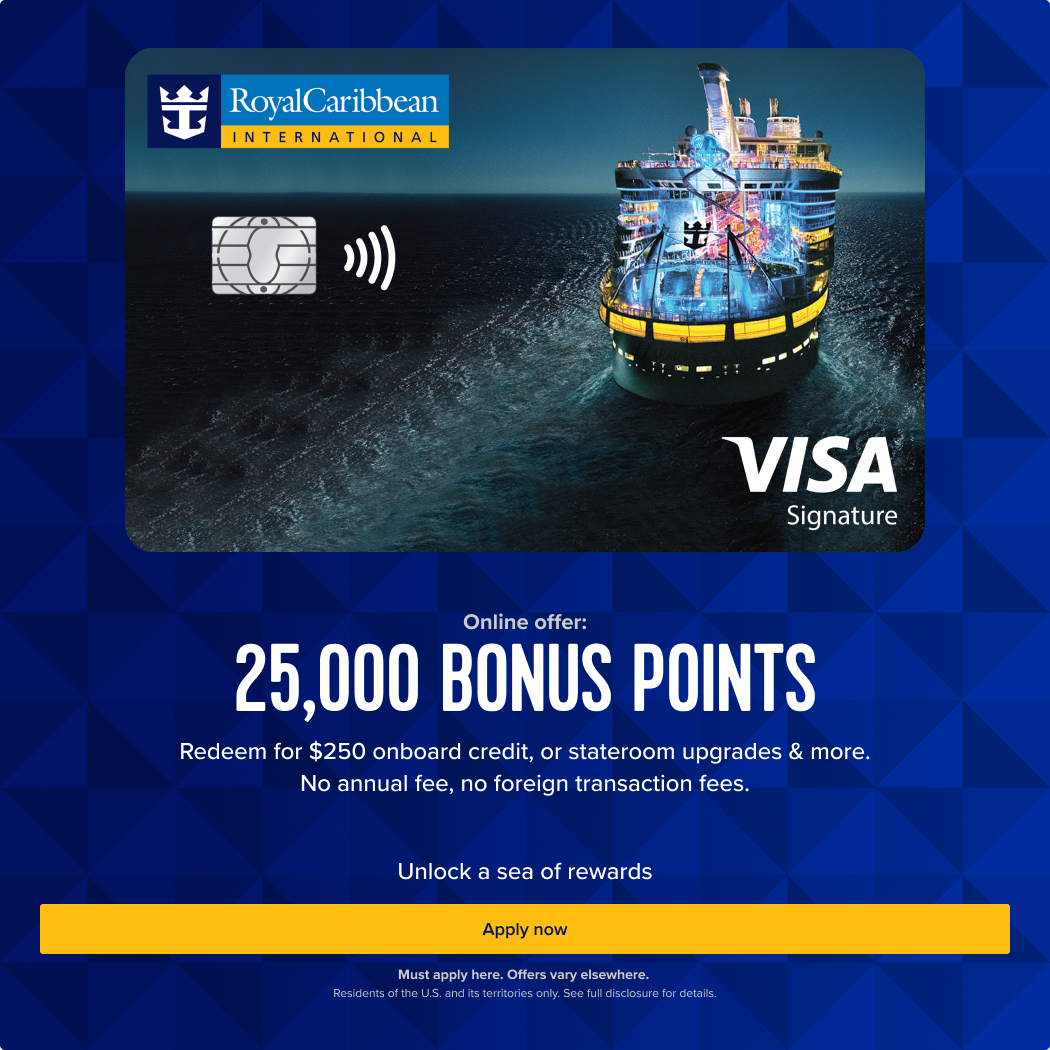 RoyalCaribbean
INTERNATIONAL
VISA
Signature
Online offer:
25,000 BONUS POINTS
Redeem for $250 onboard credit, or stateroom upgrades & more.
No annual fee, no foreign transaction fees.
Unlock a sea of rewards
Apply now
Must apply here. Offers vary elsewhere.
Residents of the U.S. and its territories only. See full disclosure for details.